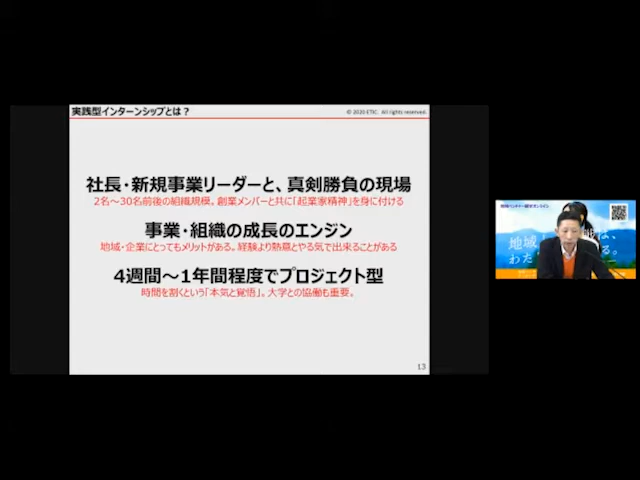 実践型インターンシップとは？
© 2020 ETIC. All rights reserved.
社長・新規事業リーダーと、真剣勝負の現場
2名～30名前後の組織規模。創業メンバーと共に「起業家精神」を身に付ける
事業・組織の成長のエンジン
地域・企業にとってもメリットがある。経験より熱意とやる気で出来ることがある
4週間～1年間程度でプロジェクト型
時間を割くという「本気と覚悟」。大学との協働も重要。
13
地域
わた